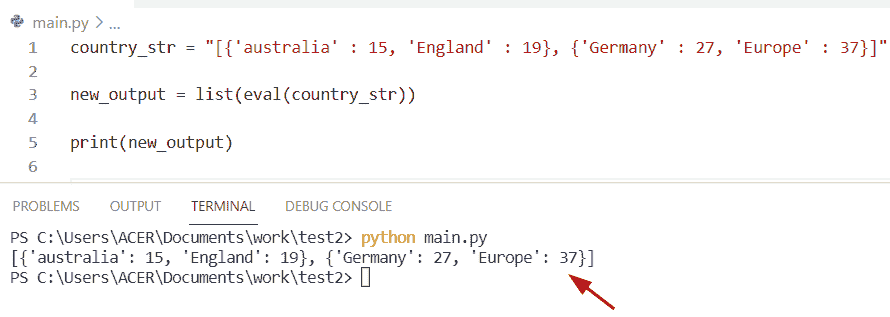 main.py > ...
1 country_str = "[{'australia' : 15, 'England' : 19}, {'Germany' : 27, 'Europe' : 37}]"
2
3 new_output = list(eval(country_str))
4
5 print(new_output)
6
PROBLEMS OUTPUT TERMINAL DEBUG CONSOLE
PS C:\Users\ACER\Documents\work\test2> python main.py
[{'australia': 15, 'England': 19}, {'Germany': 27, 'Europe': 37}]
PS C:\Users\ACER\Documents\work\test2>